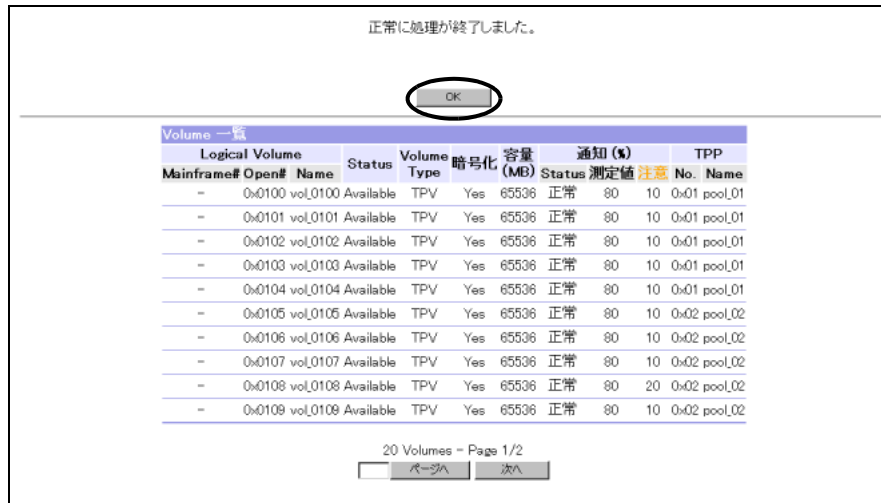 正常に処理が終了しました。
OK
Volume 一覧
Logical Volume Status Volume Type 暗号化 容量 (MB) 通知 (%) TPP
Mainframe# Open# Name Status 測定値 注意 No. Name
- 0x0100 vol_0100 Available TPV Yes 65536 正常 80 10 0x01 pool_01
- 0x0101 vol_0101 Available TPV Yes 65536 正常 80 10 0x01 pool_01
- 0x0102 vol_0102 Available TPV Yes 65536 正常 80 10 0x01 pool_01
- 0x0103 vol_0103 Available TPV Yes 65536 正常 80 10 0x01 pool_01
- 0x0104 vol_0104 Available TPV Yes 65536 正常 80 10 0x01 pool_01
- 0x0105 vol_0105 Available TPV Yes 65536 正常 80 10 0x02 pool_02
- 0x0106 vol_0106 Available TPV Yes 65536 正常 80 10 0x02 pool_02
- 0x0107 vol_0107 Available TPV Yes 65536 正常 80 10 0x02 pool_02
- 0x0108 vol_0108 Available TPV Yes 65536 正常 80 20 0x02 pool_02
- 0x0109 vol_0109 Available TPV Yes 65536 正常 80 10 0x02 pool_02
20 Volumes - Page 1/2
ページへ 次へ